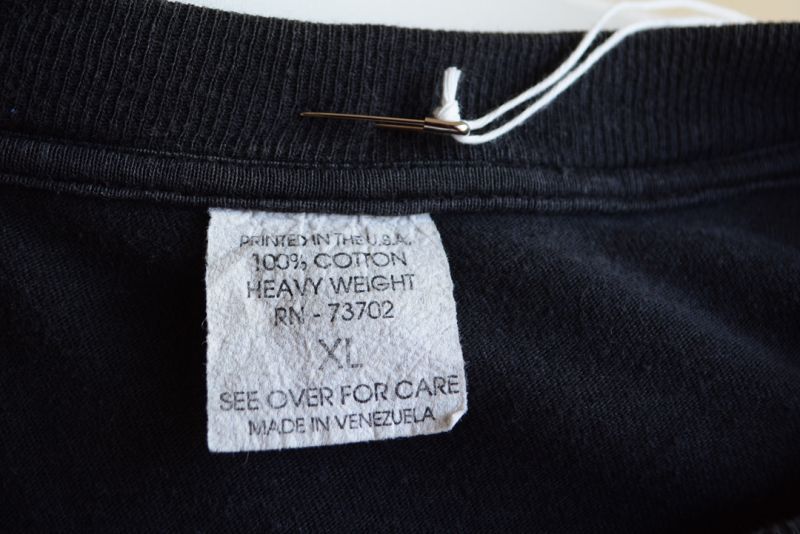 PRINTED IN THE U.S.A.
100% COTTON
HEAVY WEIGHT
RN - 73702
XL
SEE OVER FOR CARE
MADE IN VENEZUELA